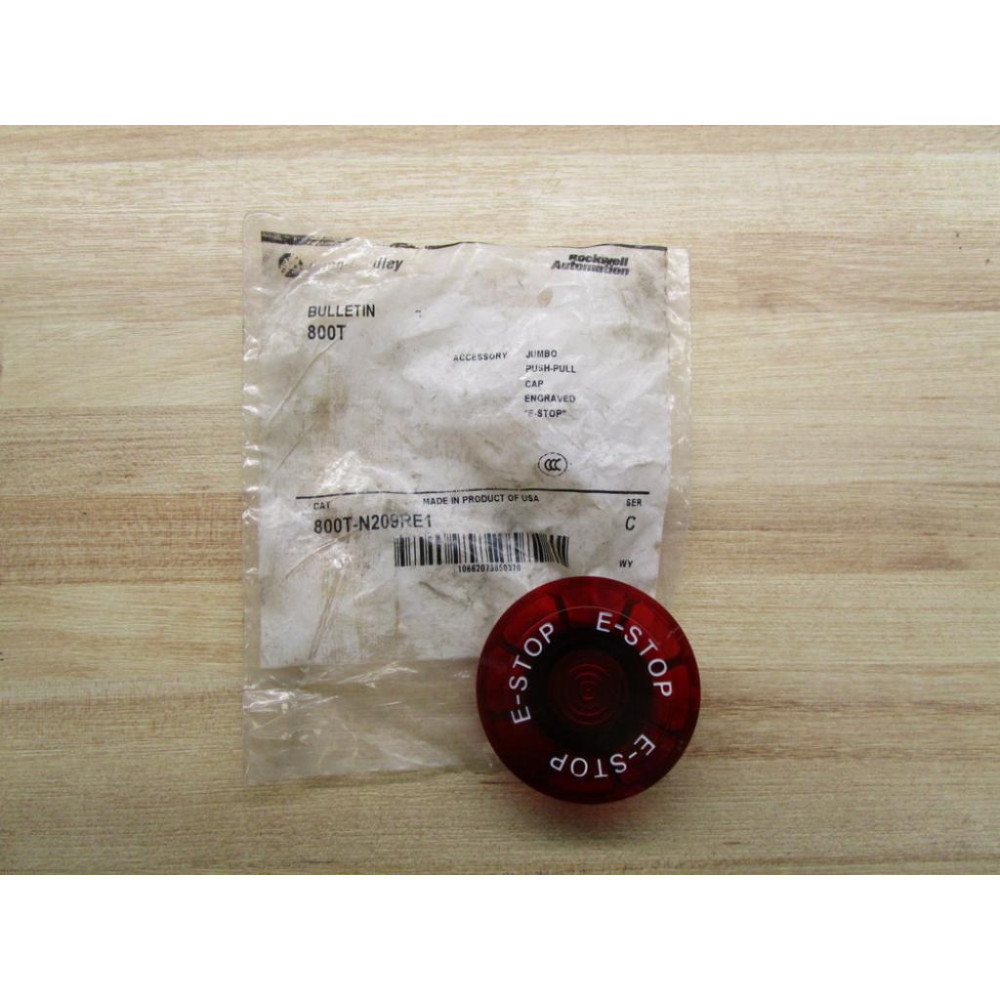 Rockwell
Automation
BULLETIN
800T
ACCESSORY JUMBO
PUSH-PULL
CAP
ENGRAVED
"E-STOP"
CCC
MADE IN PRODUCT OF USA
CAT SER
800T-N209RE1 C
WY
E-STOP
E-STOP
E-STOP